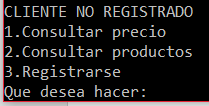 CLIENTE NO REGISTRADO
1.Consultar precio
2.Consultar productos
3.Registrarse
Que desea hacer: